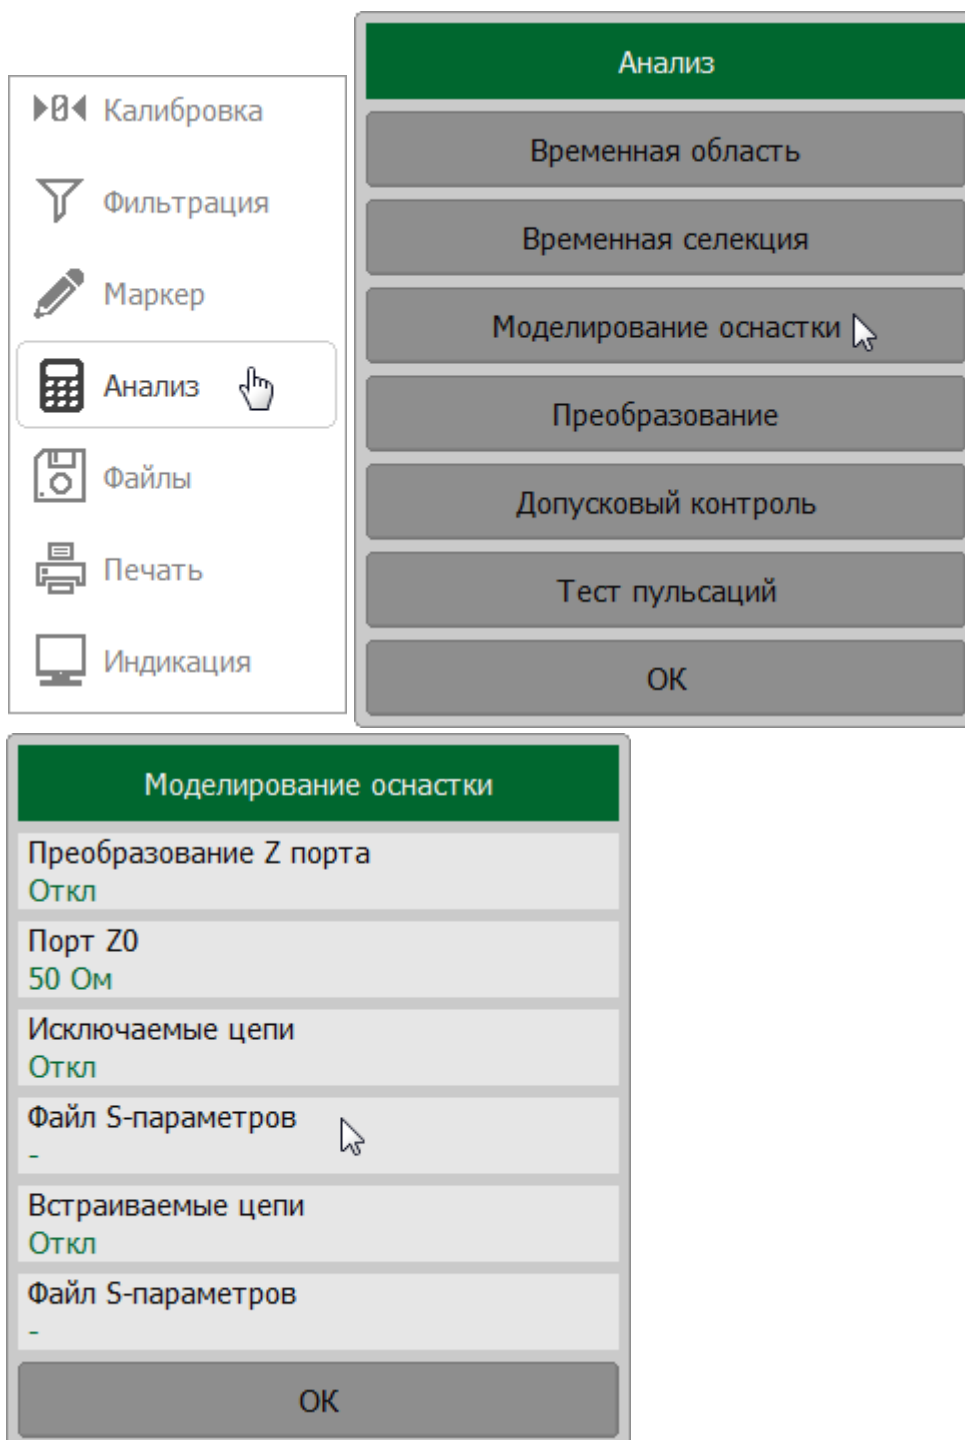 Калибровка
Фильтрация
Маркер
Анализ
Файлы
Печать
Индикация
Анализ
Временная область
Временная селекция
Моделирование оснастки
Преобразование
Допусковый контроль
Тест пульсаций
ОК
Моделирование оснастки
Преобразование Z порта
Откл
Порт Z0
50 Ом
Исключаемые цепи
Откл
Файл S-параметров
-
Встраиваемые цепи
Откл
Файл S-параметров
-
ОК